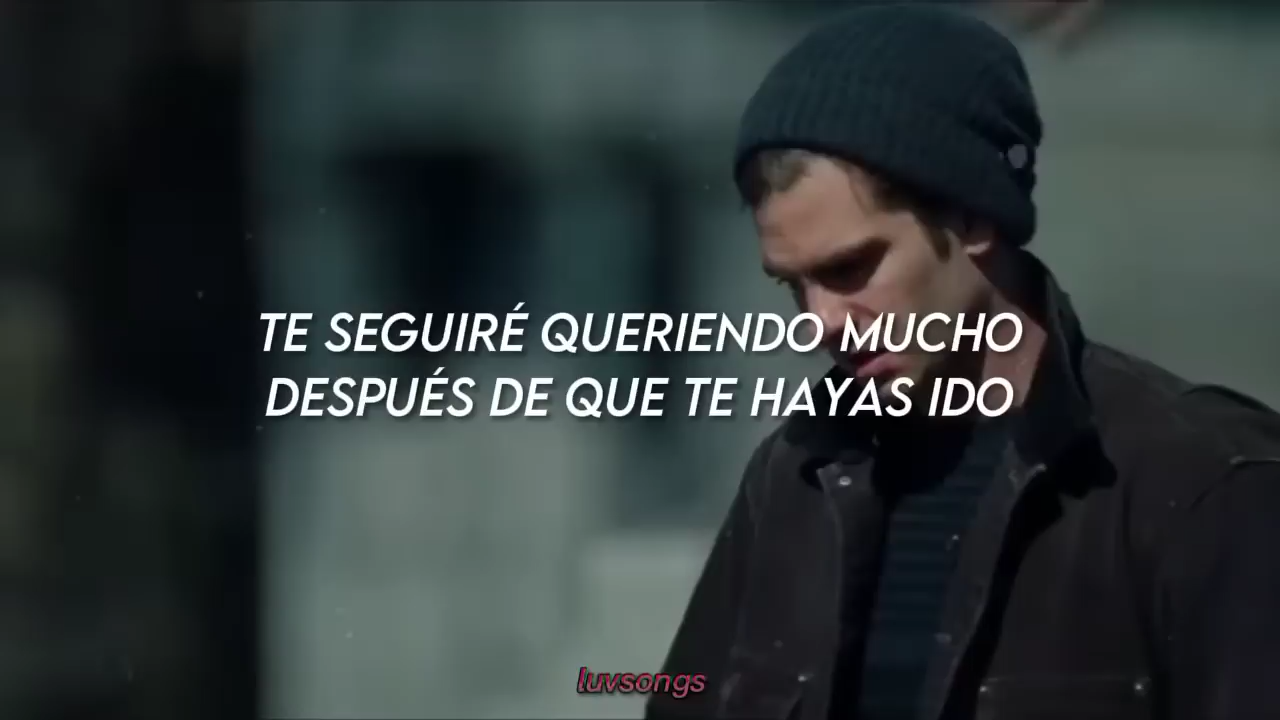 TE SEGUIRÉ QUERIENDO MUCHO
DESPUÉS DE QUE TE HAYAS IDO
luvsongs